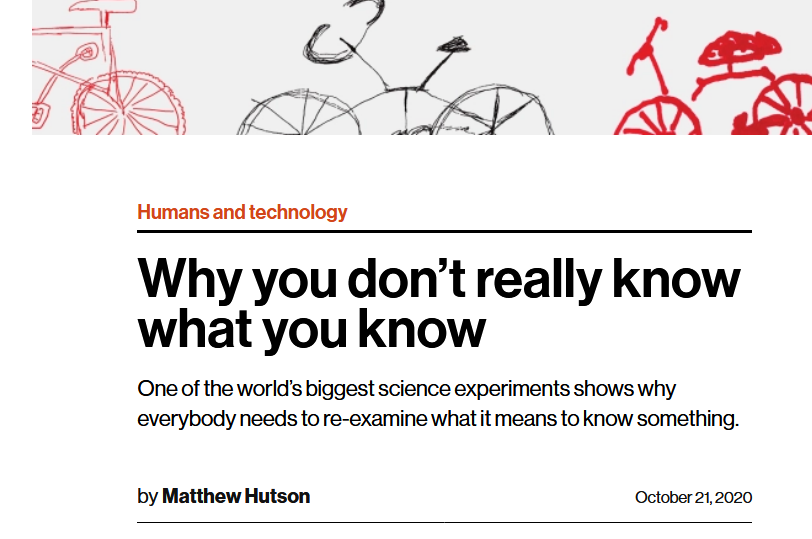 Humans and technology
Why you don’t really know
what you know
One of the world’s biggest science experiments shows why
everybody needs to re-examine what it means to know something.
by Matthew Hutson
October 21, 2020